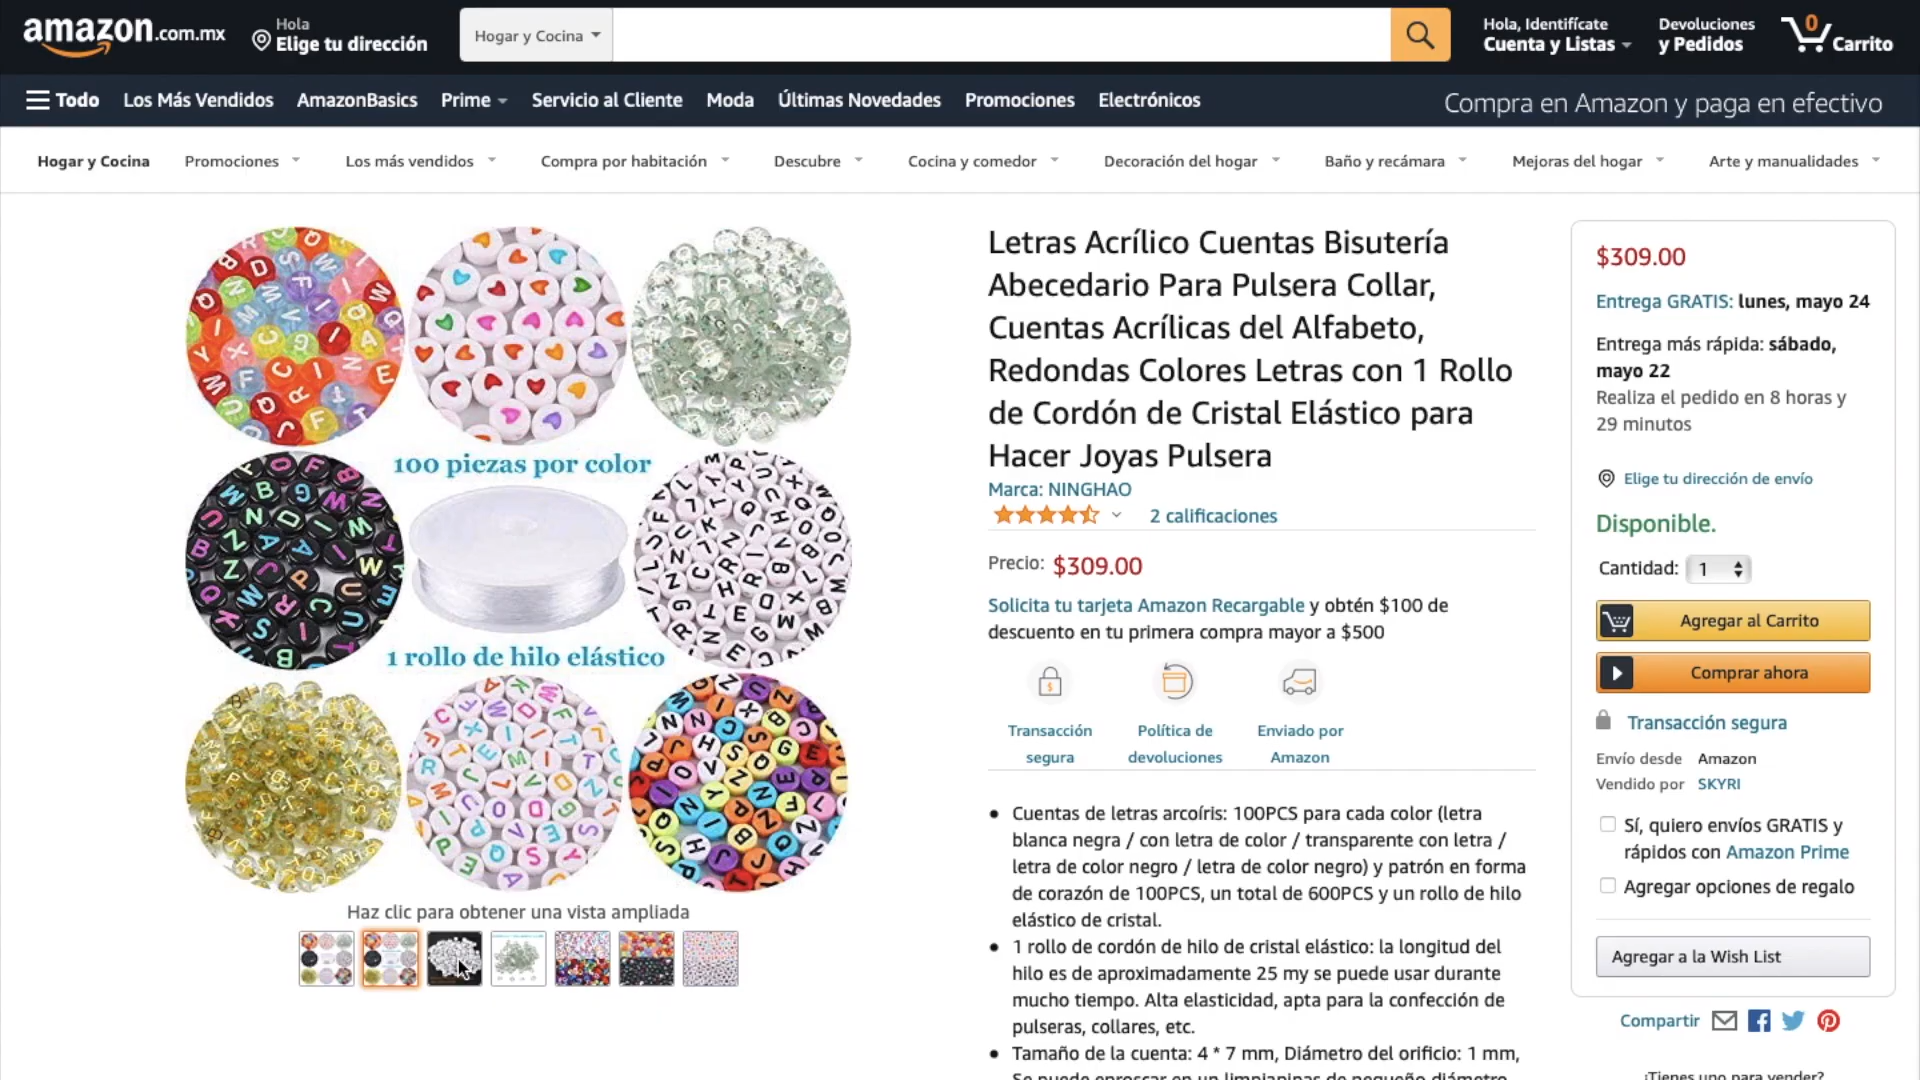 amazon.com.mx
Hola
Elige tu dirección
Hogar y Cocina
Hola, Identifícate
Cuenta y Listas
Devoluciones
y Pedidos
0
Carrito
Todo
Los Más Vendidos
AmazonBasics
Prime
Servicio al Cliente
Moda
Últimas Novedades
Promociones
Electrónicos
Compra en Amazon y paga en efectivo
Hogar y Cocina
Promociones
Los más vendidos
Compra por habitación
Descubre
Cocina y comedor
Decoración del hogar
Baño y recámara
Mejoras del hogar
Arte y manualidades
100 piezas por color
1 rollo de hilo elástico
Haz clic para obtener una vista ampliada
Letras Acrílico Cuentas Bisutería
Abecedario Para Pulsera Collar,
Cuentas Acrílicas del Alfabeto,
Redondas Colores Letras con 1 Rollo
de Cordón de Cristal Elástico para
Hacer Joyas Pulsera
Marca: NINGHAO
2 calificaciones
Precio: $309.00
Solicita tu tarjeta Amazon Recargable y obtén $100 de
descuento en tu primera compra mayor a $500
Transacción
segura
Política de
devoluciones
Enviado por
Amazon
Cuentas de letras arcoíris: 100PCS para cada color (letra
blanca negra / con letra de color / transparente con letra /
letra de color negro / letra de color negro) y patrón en forma
de corazón de 100PCS, un total de 600PCS y un rollo de hilo
elástico de cristal.
1 rollo de cordón de hilo de cristal elástico: la longitud del
hilo es de aproximadamente 25 my se puede usar durante
mucho tiempo. Alta elasticidad, apta para la confección de
pulseras, collares, etc.
Tamaño de la cuenta: 4 * 7 mm, Diámetro del orificio: 1 mm,
Se puede enroscar en un limpiapipas de pequeño diámetro
$309.00
Entrega GRATIS: lunes, mayo 24
Entrega más rápida: sábado,
mayo 22
Realiza el pedido en 8 horas y
29 minutos
Elige tu dirección de envío
Disponible.
Cantidad: 1
Agregar al Carrito
Comprar ahora
Transacción segura
Envío desde Amazon
Vendido por SKYRI
Sí, quiero envíos GRATIS y
rápidos con Amazon Prime
Agregar opciones de regalo
Agregar a la Wish List
Compartir
¿Tienes uno para vender?